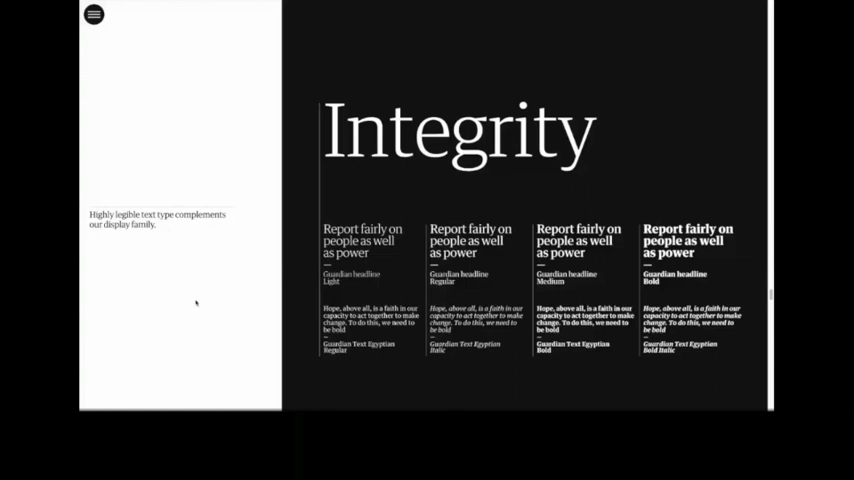 Integrity
Highly legible text type complements
our display family.
Report fairly on
people as well
as power
Guardian headline
Light
Report fairly on
people as well
as power
Guardian headline
Regular
Report fairly on
people as well
as power
Guardian headline
Medium
Report fairly on
people as well
as power
Guardian headline
Bold
Hope, above all, is a faith in our
capacity to act together to make
change. To do this, we need to
be bold
Guardian Text Egyptian
Regular
Hope, above all, is a faith in our
capacity to act together to make
change. To do this, we need to
be bold
Guardian Text Egyptian
Italic
Hope, above all, is a faith in our
capacity to act together to make
change. To do this, we need to
be bold
Guardian Text Egyptian
Bold
Hope, above all, is a faith in our
capacity to act together to make
change. To do this, we need to
be bold
Guardian Text Egyptian
Bold Italic